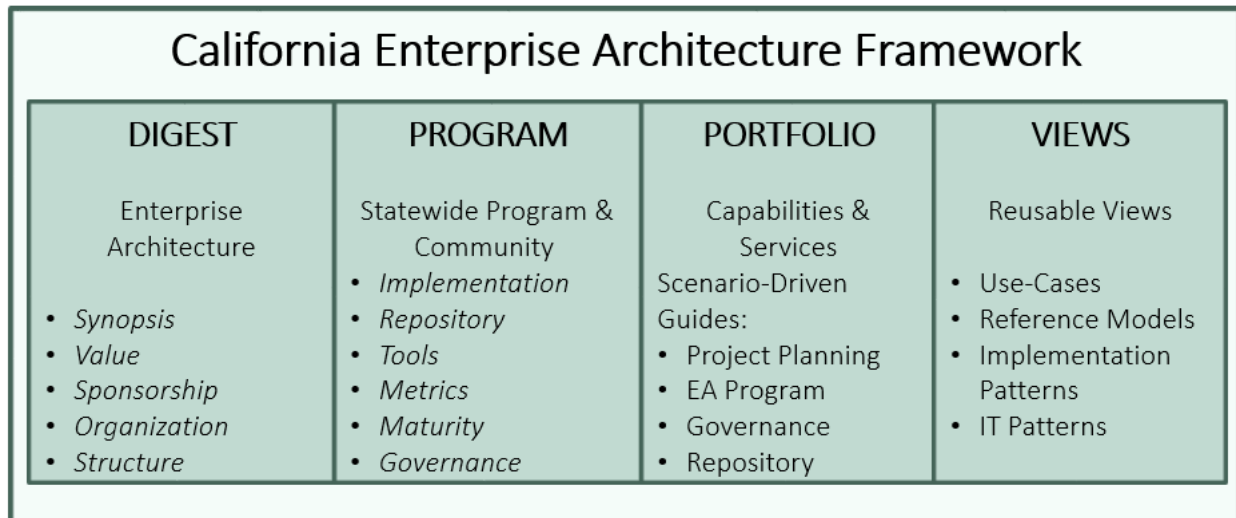 California Enterprise Architecture Framework
DIGEST
Enterprise
Architecture
• Synopsis
• Value
• Sponsorship
• Organization
• Structure
PROGRAM
Statewide Program &
Community
• Implementation
• Repository
• Tools
• Metrics
• Maturity
• Governance
PORTFOLIO
Capabilities &
Services
Scenario-Driven
Guides:
• Project Planning
• EA Program
• Governance
• Repository
VIEWS
Reusable Views
• Use-Cases
• Reference Models
• Implementation
Patterns
• IT Patterns